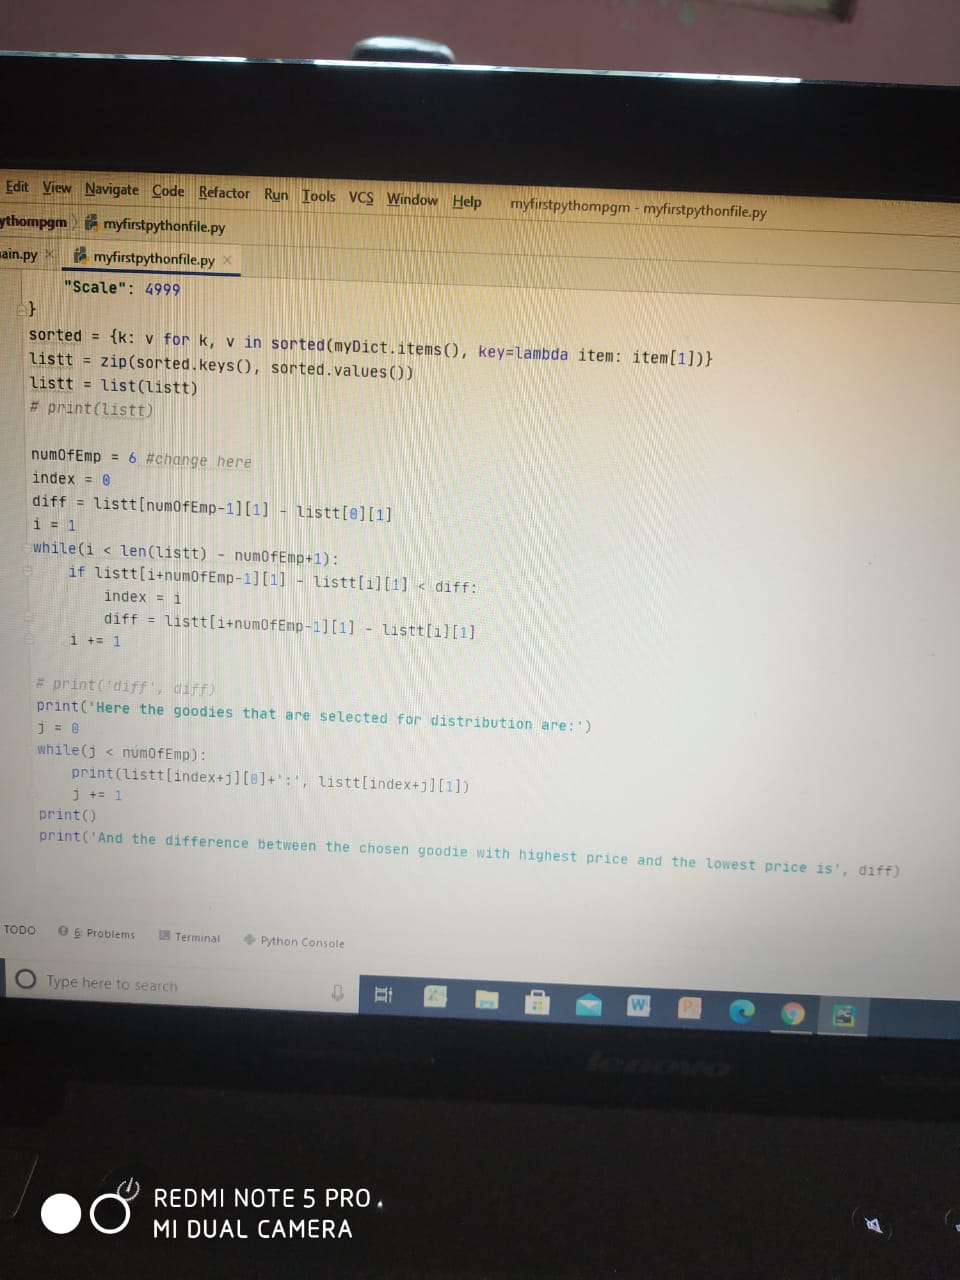 Edit View Navigate Code Refactor Run Tools VCS Window Help myfirstpythompgm - myfirstpythonfile.py
ythompgm myfirstpythonfile.py
ain.py × myfirstpythonfile.py ×
"Scale": 4999
}
sorted = {k: v for k, v in sorted(myDict.items(), key=lambda item: item[1])}
listt = zip(sorted.keys(), sorted.values())
listt = list(listt)
# print(listt)
numOfEmp = 6 #change here
index = 0
diff = listt[numOfEmp-1][1] - listt[0][1]
i = 1
while(i < len(listt) - numOfEmp+1):
if listt[i+numOfEmp-1][1] - listt[i][1] < diff:
index = i
diff = listt[i+numOfEmp-1][1] - listt[i][1]
i += 1
# print('diff', diff)
print('Here the goodies that are selected for distribution are:')
j = 0
while(j < numOfEmp):
print(listt[index+j][0]+':', listt[index+j][1])
j += 1
print()
print('And the difference between the chosen goodie with highest price and the lowest price is', diff)
TODO 6: Problems Terminal Python Console
Type here to search
lenovo
REDMI NOTE 5 PRO
MI DUAL CAMERA